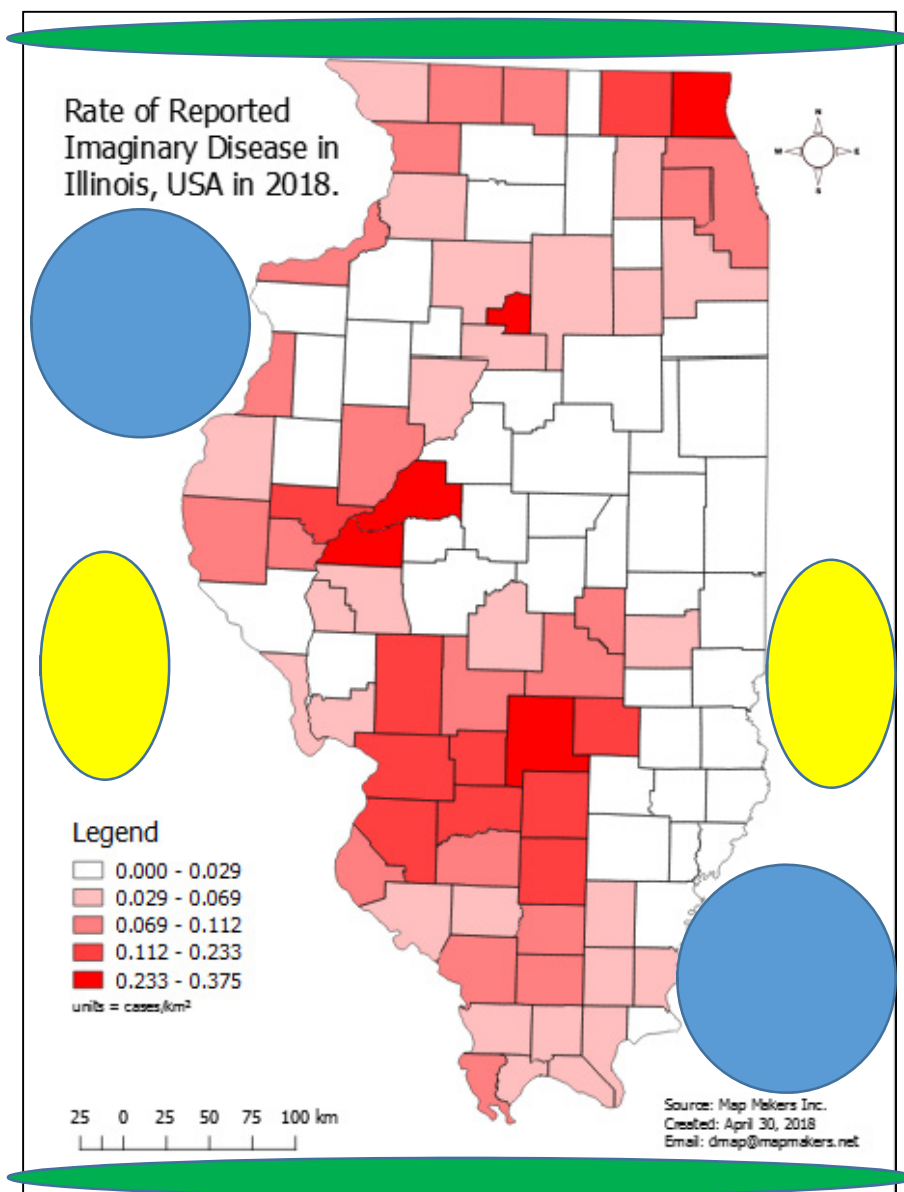 Rate of Reported
Imaginary Disease in
Illinois, USA in 2018.
N
W E
S
Legend
0.000 - 0.029
0.029 - 0.069
0.069 - 0.112
0.112 - 0.233
0.233 - 0.375
units = cases/km²
25 0 25 50 75 100 km
Source: Map Makers Inc.
Created: April 30, 2018
Email: dmap@mapmakers.net